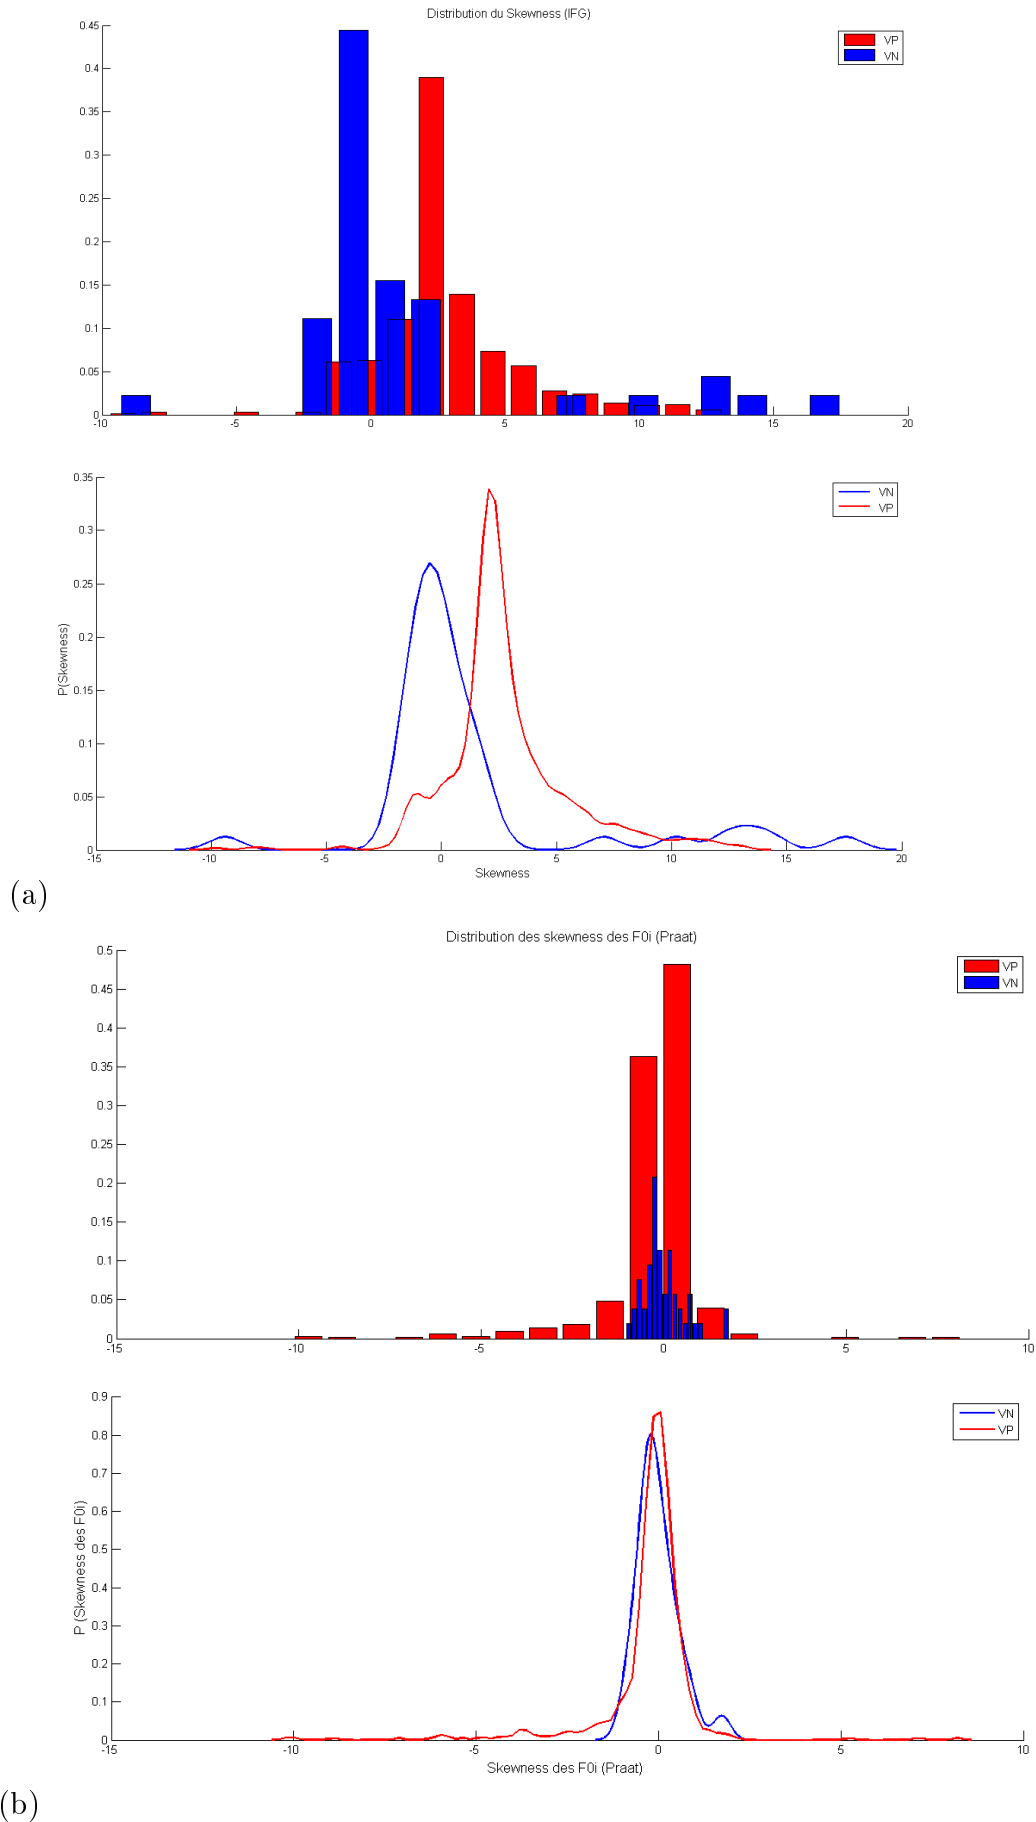 Distribution du Skewness (IFG)
VP
VN
0.45
0.4
0.35
0.3
0.25
0.2
0.15
0.1
0.05
0
-10 -5 0 5 10 15 20
VN
VP
P(Skewness)
0.35
0.3
0.25
0.2
0.15
0.1
0.05
0
-15 -10 -5 0 5 10 15 20
Skewness
(a)
Distribution des skewness des F0i (Praat)
VP
VN
0.5
0.45
0.4
0.35
0.3
0.25
0.2
0.15
0.1
0.05
0
-15 -10 -5 0 5 10
VN
VP
P (Skewness des F0i)
0.9
0.8
0.7
0.6
0.5
0.4
0.3
0.2
0.1
0
-15 -10 -5 0 5 10
Skewness des F0i (Praat)
(b)